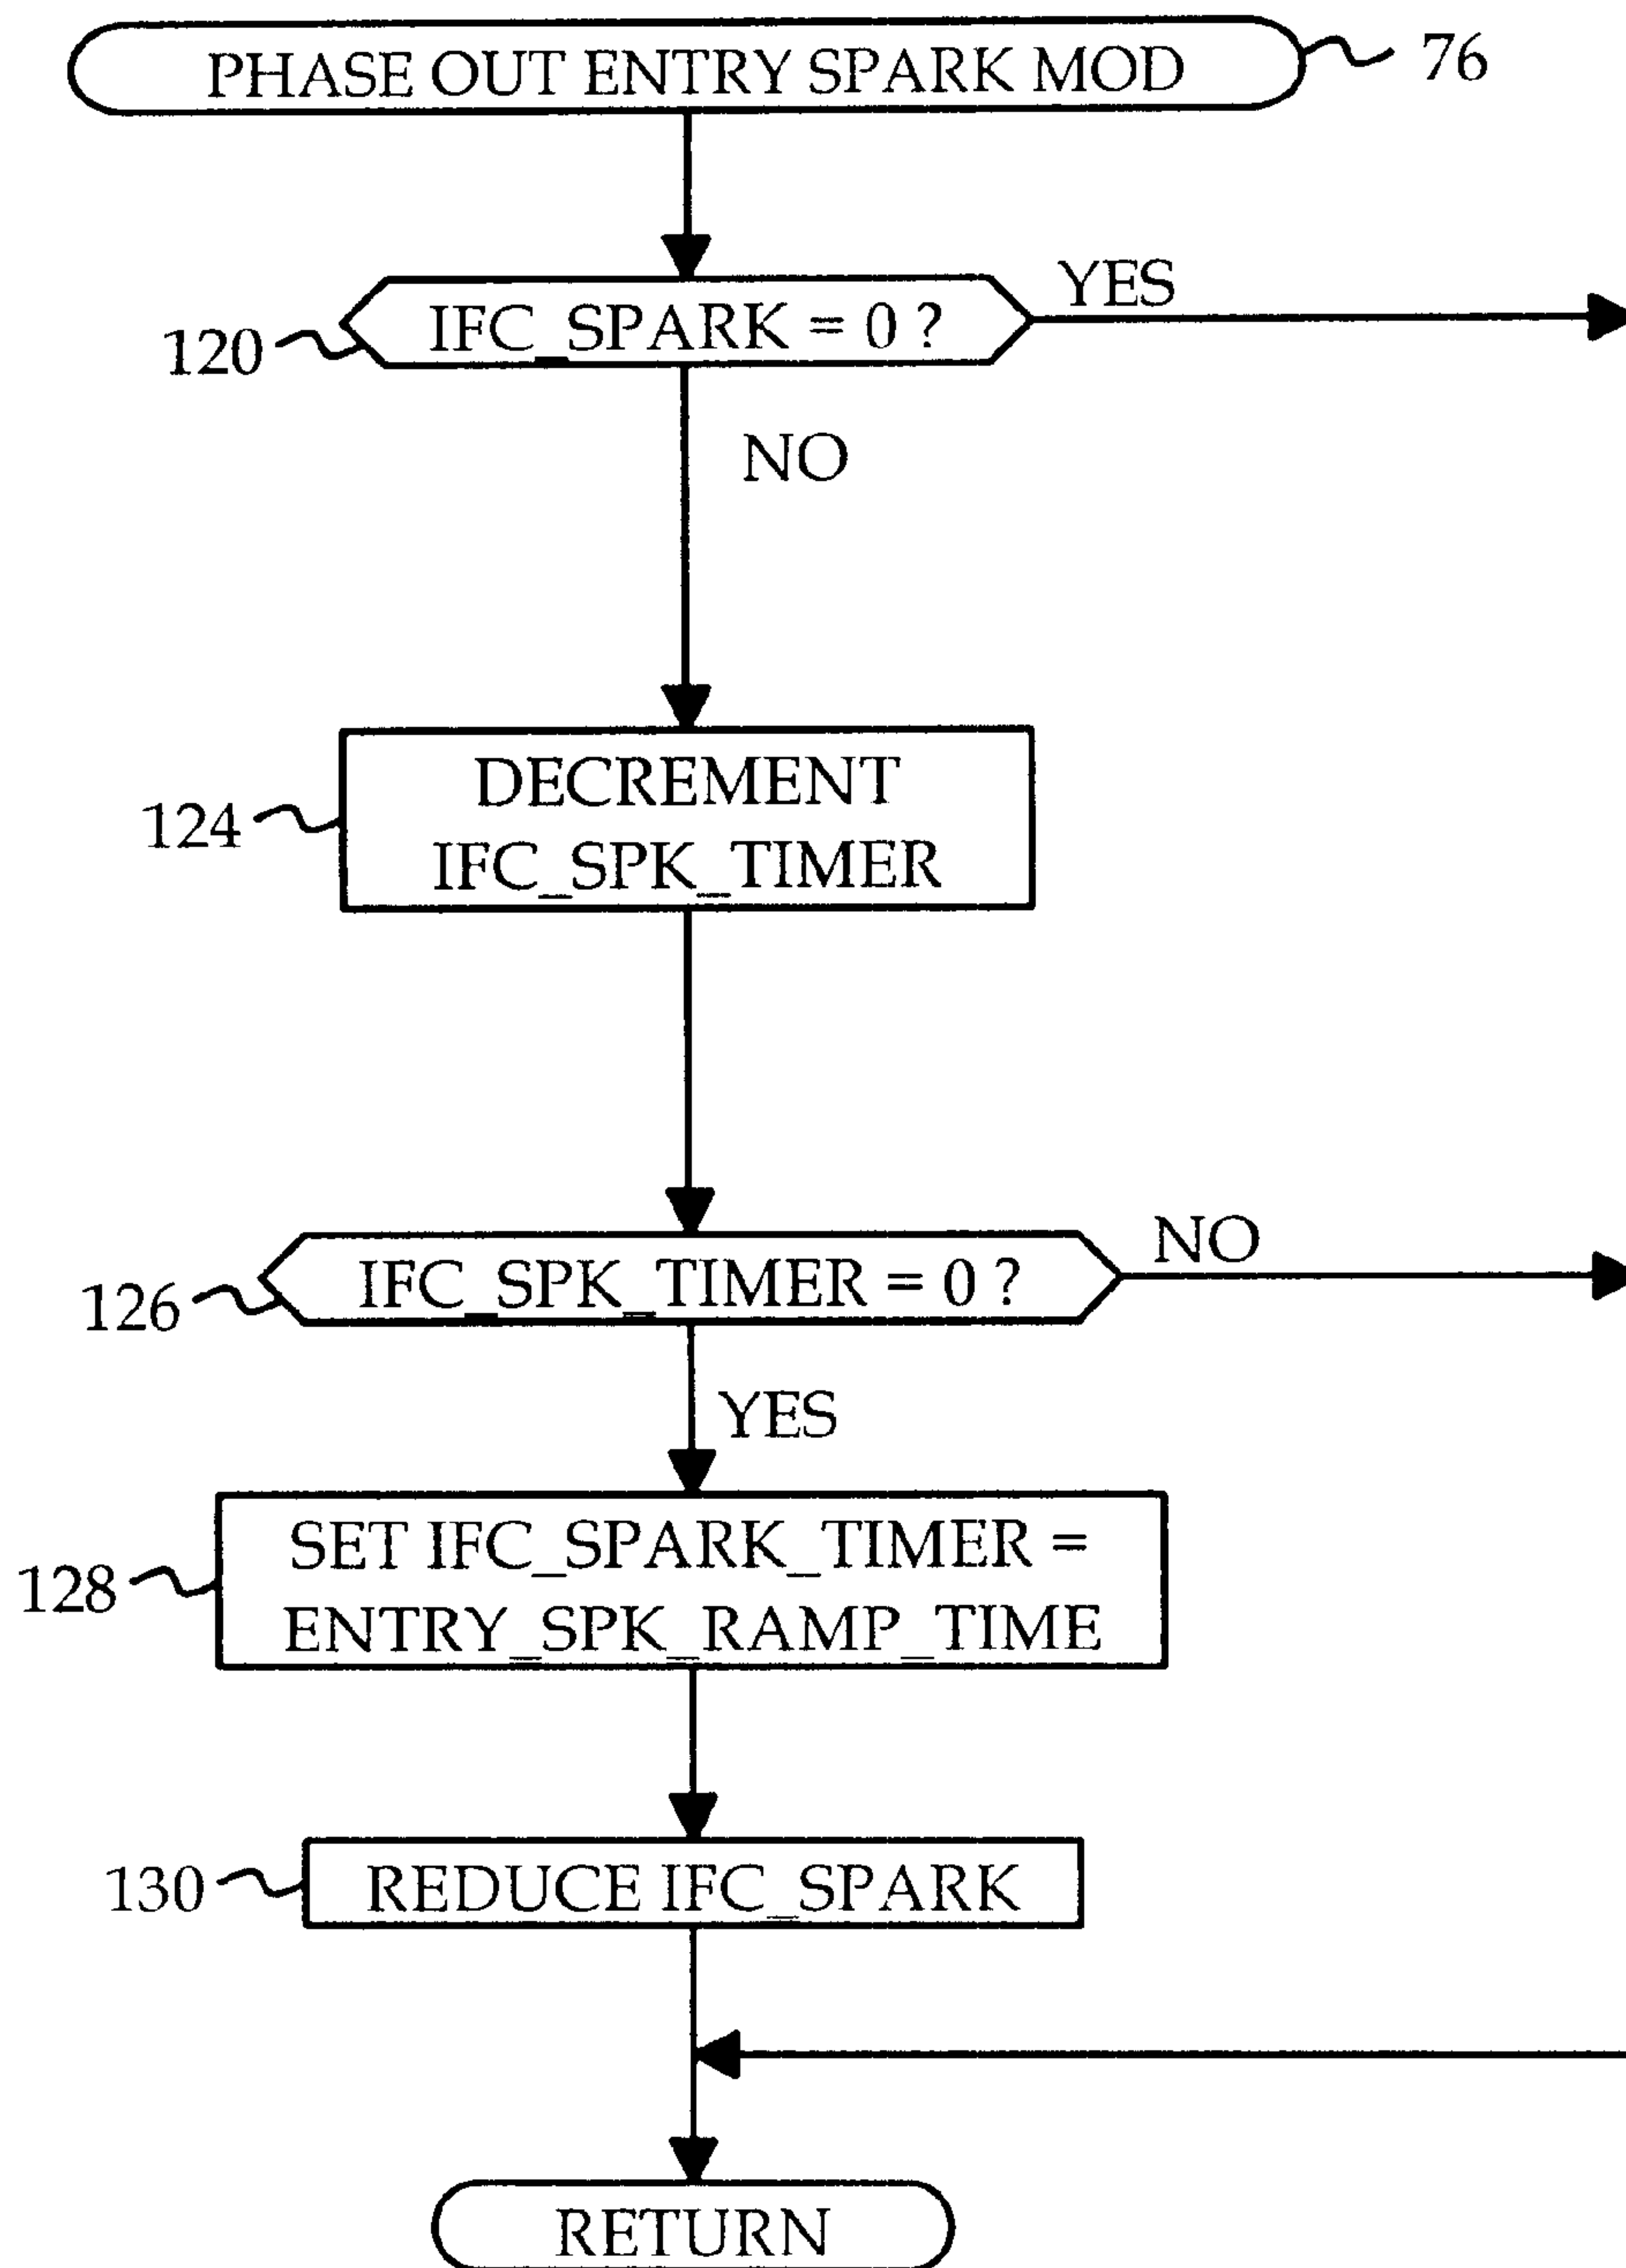 PHASE OUT ENTRY SPARK MOD
76
IFC_SPARK = 0 ?
YES
120
NO
DECREMENT
IFC_SPK_TIMER
124
IFC_SPK_TIMER = 0 ?
NO
126
YES
SET IFC_SPARK_TIMER =
ENTRY_SPK_RAMP_TIME
128
REDUCE IFC_SPARK
130
RETURN